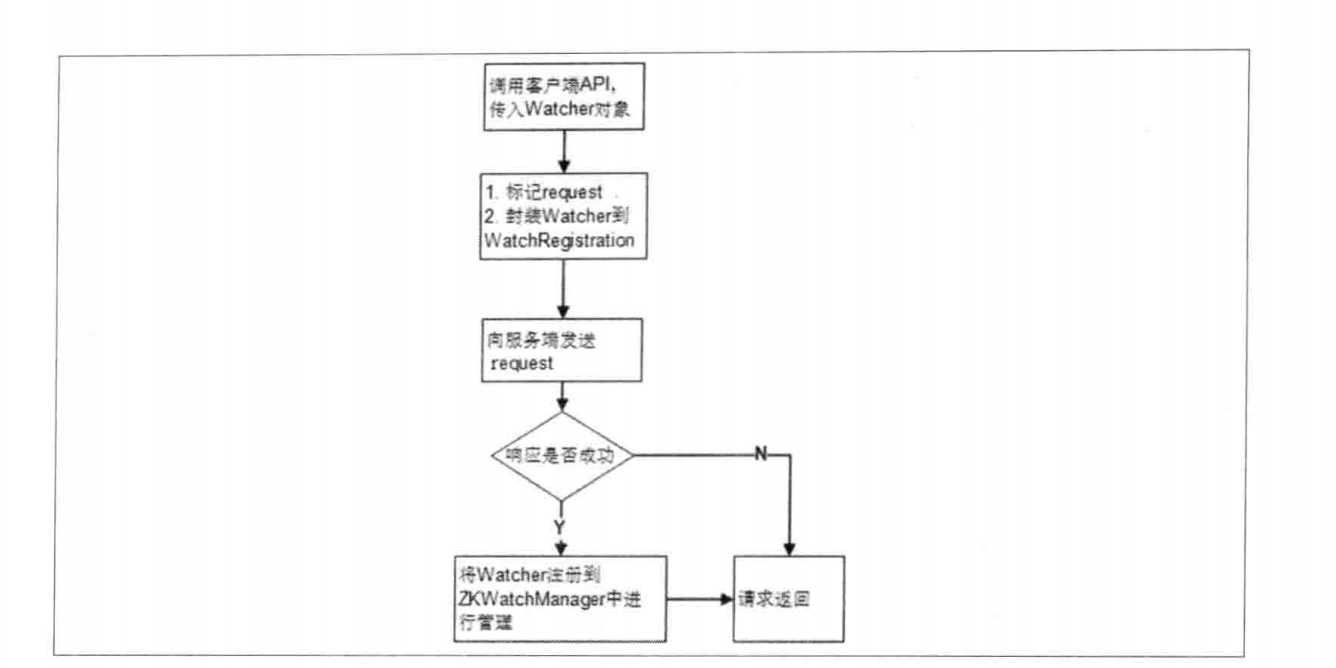 调用客户端API,
传入Watcher对象
1. 标记request
2. 封装Watcher到
WatchRegistration
向服务端发送
request
响应是否成功
N
Y
将Watcher注册到
ZKWatchManager中进
行管理
请求返回